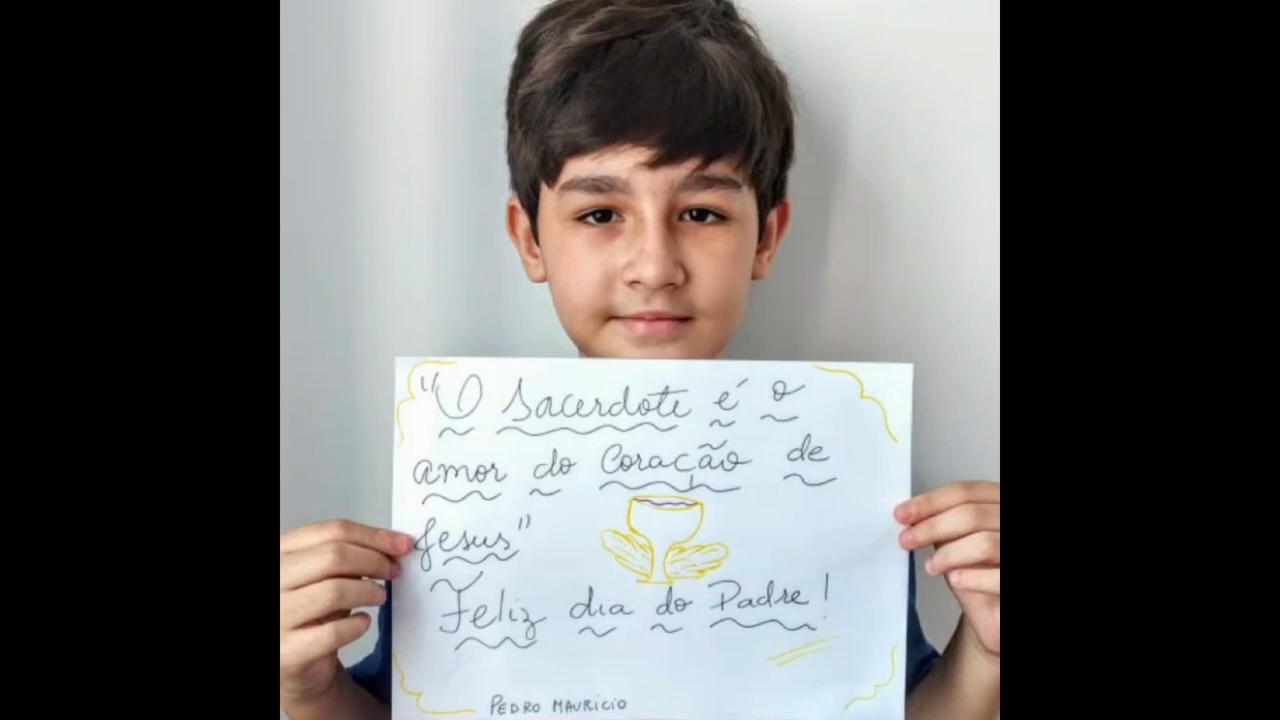 "O Sacerdote é o
amor do Coração de
Jesus"
Feliz dia do Padre!
PEDRO MAURICIO